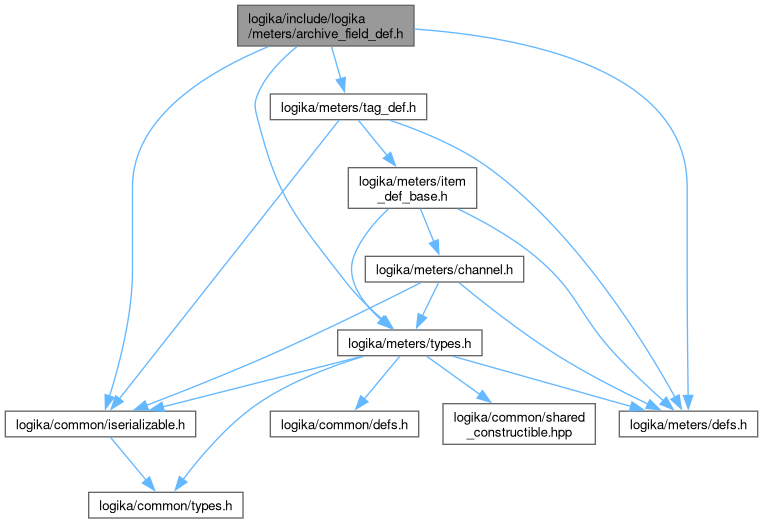 logika/include/logika
/meters/archive_field_def.h
logika/meters/tag_def.h
logika/meters/item
_def_base.h
logika/meters/channel.h
logika/meters/types.h
logika/common/iserializable.h
logika/common/defs.h
logika/common/shared
_constructible.hpp
logika/meters/defs.h
logika/common/types.h